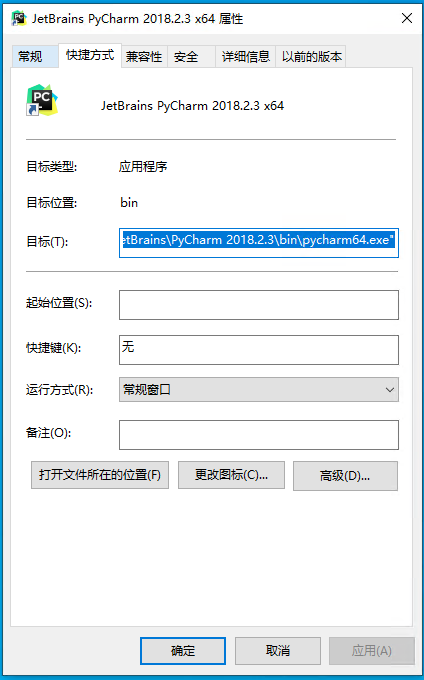 JetBrains PyCharm 2018.2.3 x64 属性
常规 快捷方式 兼容性 安全 详细信息 以前的版本
PC
JetBrains PyCharm 2018.2.3 x64
目标类型: 应用程序
目标位置: bin
目标(T): etBrains\PyCharm 2018.2.3\bin\pycharm64.exe"
起始位置(S):
快捷键(K): 无
运行方式(R): 常规窗口
备注(O):
打开文件所在的位置(F) 更改图标(C)... 高级(D)...
确定 取消 应用(A)